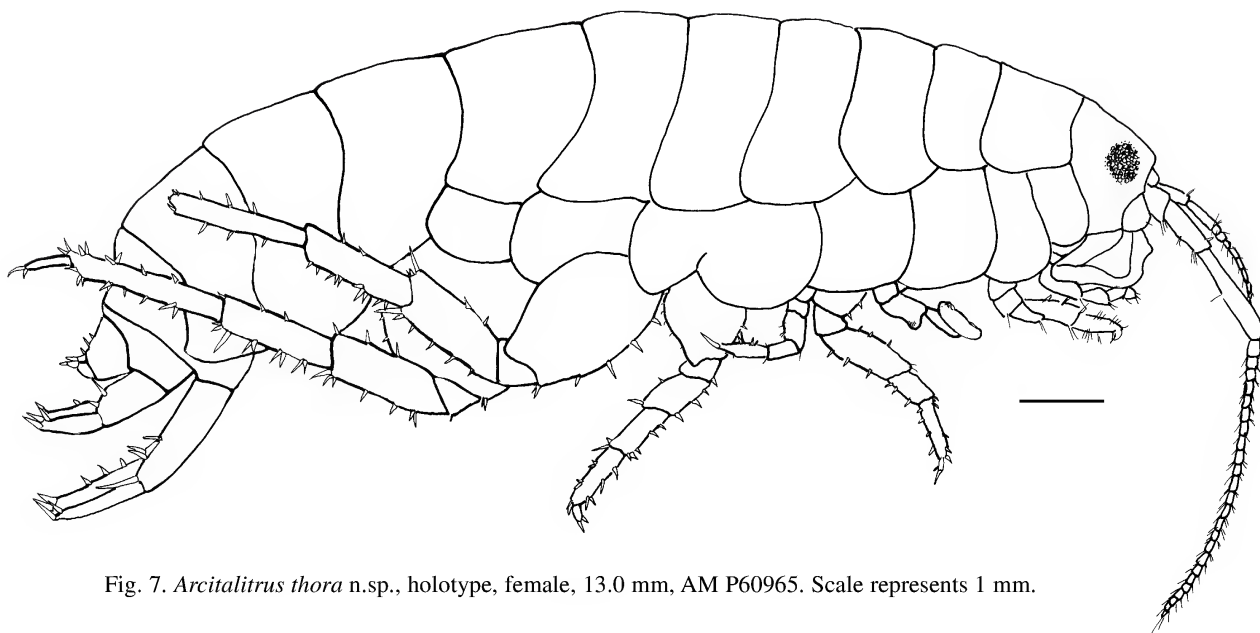 Fig. 7. Arcitalitrus thora n.sp., holotype, female, 13.0 mm, AM P60965. Scale represents 1 mm.